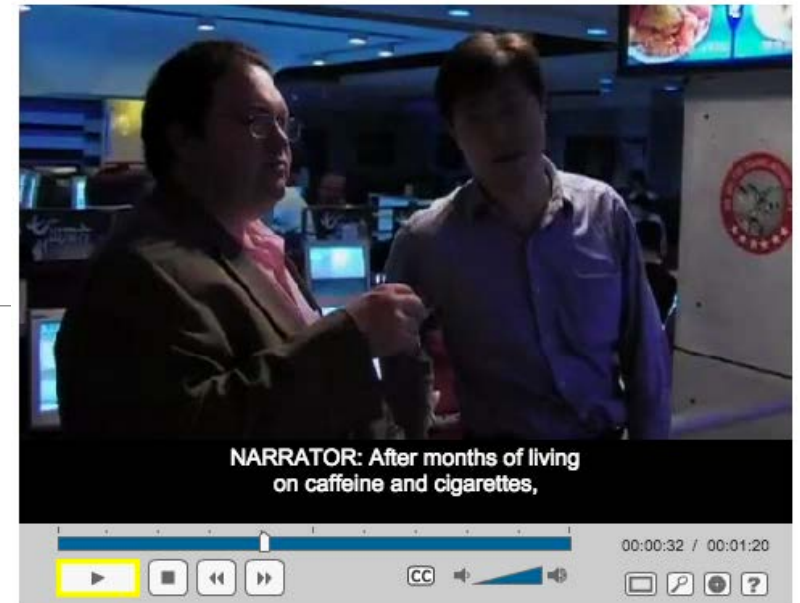 NARRATOR: After months of living
on caffeine and cigarettes,
00:00:32 / 00:01:20
CC
?